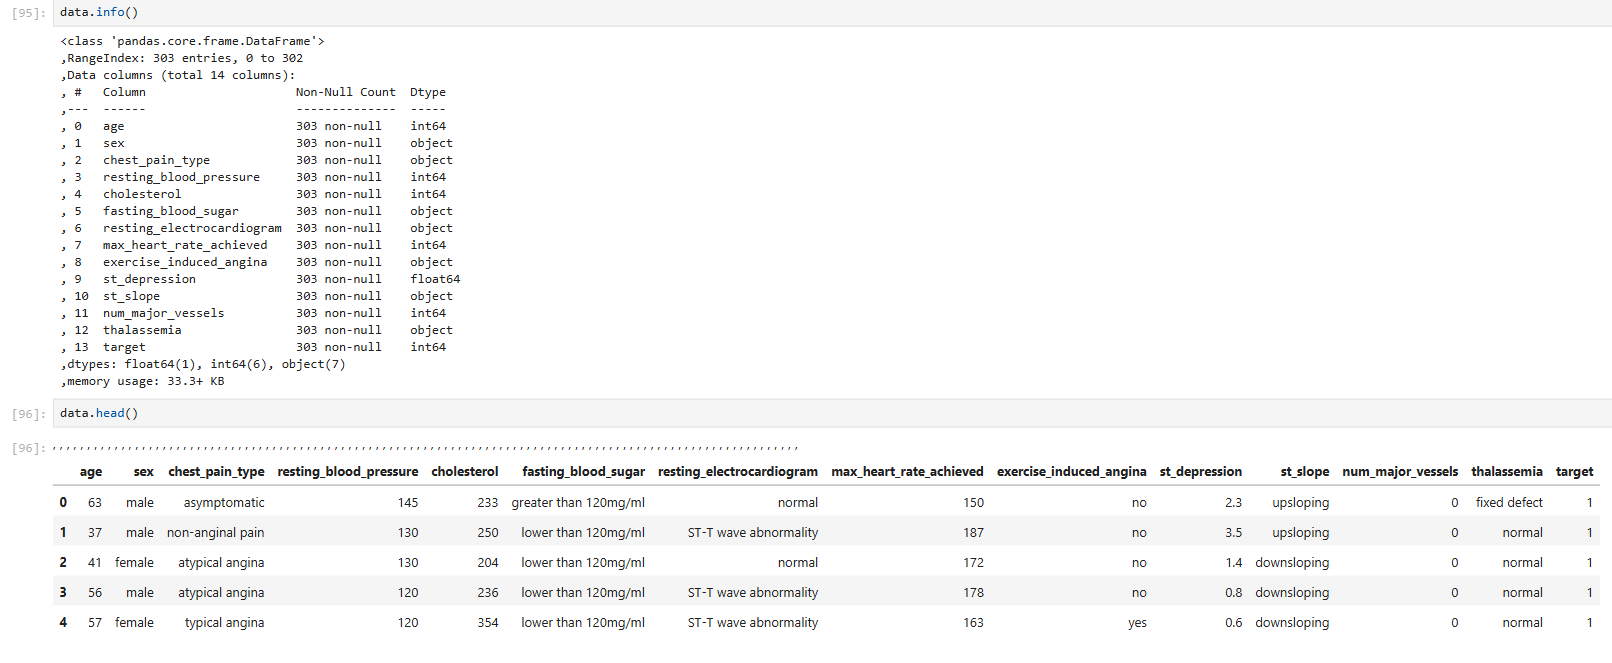 [95]: data.info()
<class 'pandas.core.frame.DataFrame'>
,RangeIndex: 303 entries, 0 to 302
,Data columns (total 14 columns):
, # Column Non-Null Count Dtype
,--- ------ -------------- -----
, 0 age 303 non-null int64
, 1 sex 303 non-null object
, 2 chest_pain_type 303 non-null object
, 3 resting_blood_pressure 303 non-null int64
, 4 cholesterol 303 non-null int64
, 5 fasting_blood_sugar 303 non-null object
, 6 resting_electrocardiogram 303 non-null object
, 7 max_heart_rate_achieved 303 non-null int64
, 8 exercise_induced_angina 303 non-null object
, 9 st_depression 303 non-null float64
, 10 st_slope 303 non-null object
, 11 num_major_vessels 303 non-null int64
, 12 thalassemia 303 non-null object
, 13 target 303 non-null int64
,dtypes: float64(1), int64(6), object(7)
,memory usage: 33.3+ KB
[96]: data.head()
[96]: ,,,,,,,,,,,,,,,,,,,,,,,,,,,,,,,,,,,,,,,,,,,,,,,,,,,,,,,,,,,,,,,,,,,,,,,,,,,,,,,,,,,,,,,,,,,,,,,,,,,,,,,,,,,,,
age sex chest_pain_type resting_blood_pressure cholesterol fasting_blood_sugar resting_electrocardiogram max_heart_rate_achieved exercise_induced_angina st_depression st_slope num_major_vessels thalassemia target
0 63 male asymptomatic 145 233 greater than 120mg/ml normal 150 no 2.3 upsloping 0 fixed defect 1
1 37 male non-anginal pain 130 250 lower than 120mg/ml ST-T wave abnormality 187 no 3.5 upsloping 0 normal 1
2 41 female atypical angina 130 204 lower than 120mg/ml normal 172 no 1.4 downsloping 0 normal 1
3 56 male atypical angina 120 236 lower than 120mg/ml ST-T wave abnormality 178 no 0.8 downsloping 0 normal 1
4 57 female typical angina 120 354 lower than 120mg/ml ST-T wave abnormality 163 yes 0.6 downsloping 0 normal 1